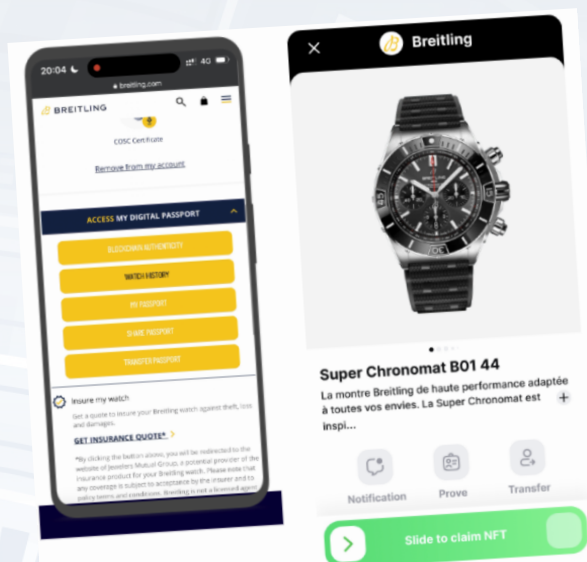 20:04
4G
breitling.com
BREITLING
COSC Certificate
Remove from my account
ACCESS MY DIGITAL PASSPORT
BLOCKCHAIN AUTHENTICITY
WATCH HISTORY
MY PASSPORT
SHARE PASSPORT
TRANSFER PASSPORT
Insure my watch
Get a quote to insure your Breitling watch against theft, loss
and damages.
GET INSURANCE QUOTE* >
*By clicking the button above, you will be redirected to the
website of Jewelers Mutual Group, a potential provider of the
insurance product for your Breitling watch. Please note that
any coverage is subject to acceptance by the insurer and to
policy terms and conditions. Breitling is not a licensed agent
Breitling
BREITLING
Super Chronomat B01 44
La montre Breitling de haute performance adaptée
à toutes vos envies. La Super Chronomat est
inspi...
Notification
Prove
Transfer
Slide to claim NFT